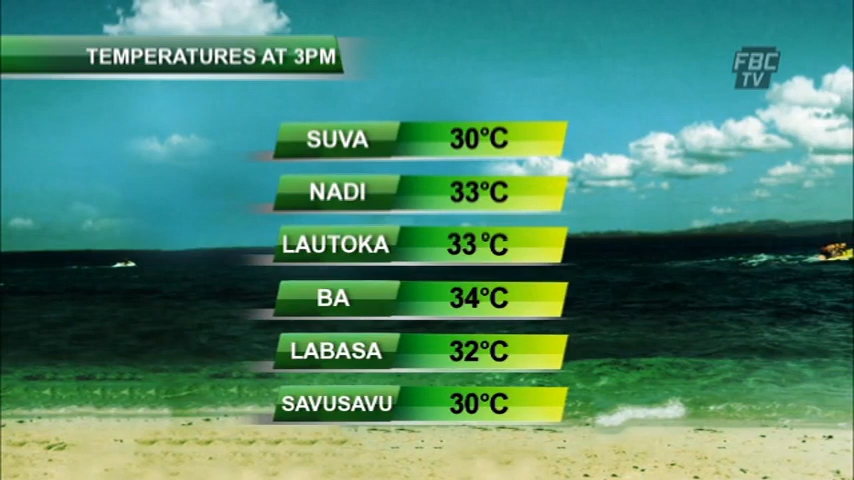 TEMPERATURES AT 3PM
FBC
TV
SUVA 30°C
NADI 33°C
LAUTOKA 33°C
BA 34°C
LABASA 32°C
SAVUSAVU 30°C